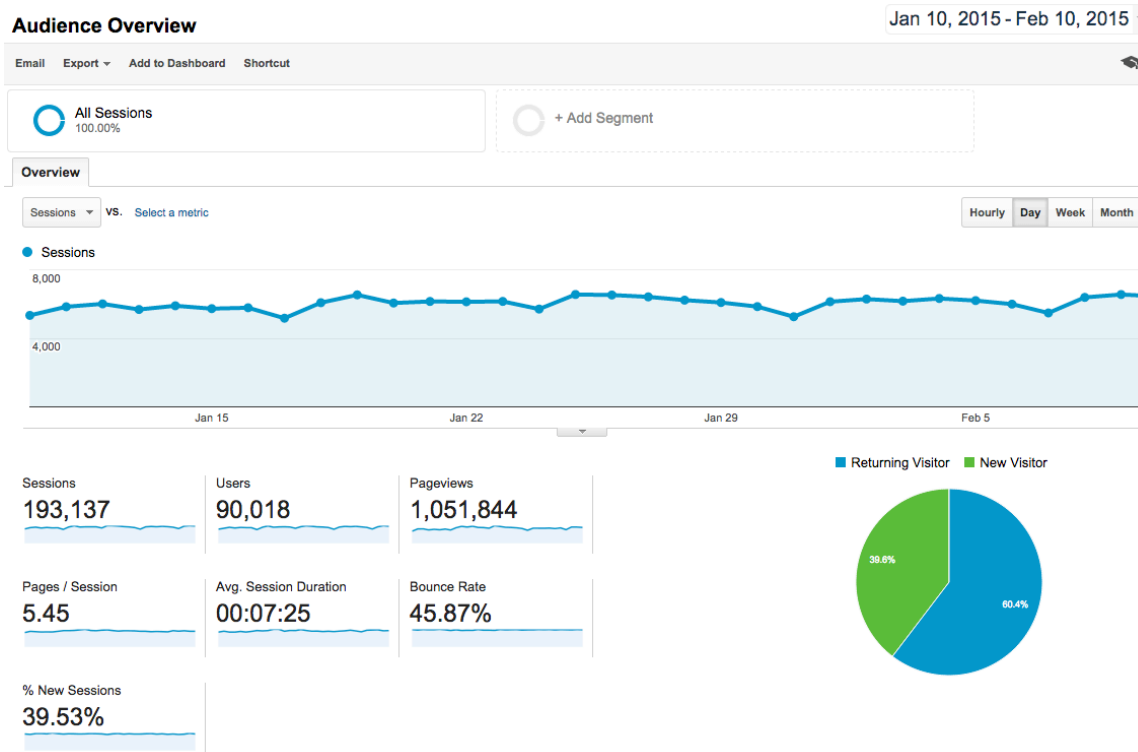 Audience Overview
Jan 10, 2015 - Feb 10, 2015
Email Export Add to Dashboard Shortcut
All Sessions
100.00%
+ Add Segment
Overview
Sessions VS. Select a metric
Hourly Day Week Month
Sessions
8,000
4,000
Jan 15 Jan 22 Jan 29 Feb 5
Returning Visitor New Visitor
Sessions Users Pageviews
193,137 90,018 1,051,844
39.6%
60.4%
Pages / Session Avg. Session Duration Bounce Rate
5.45 00:07:25 45.87%
% New Sessions
39.53%